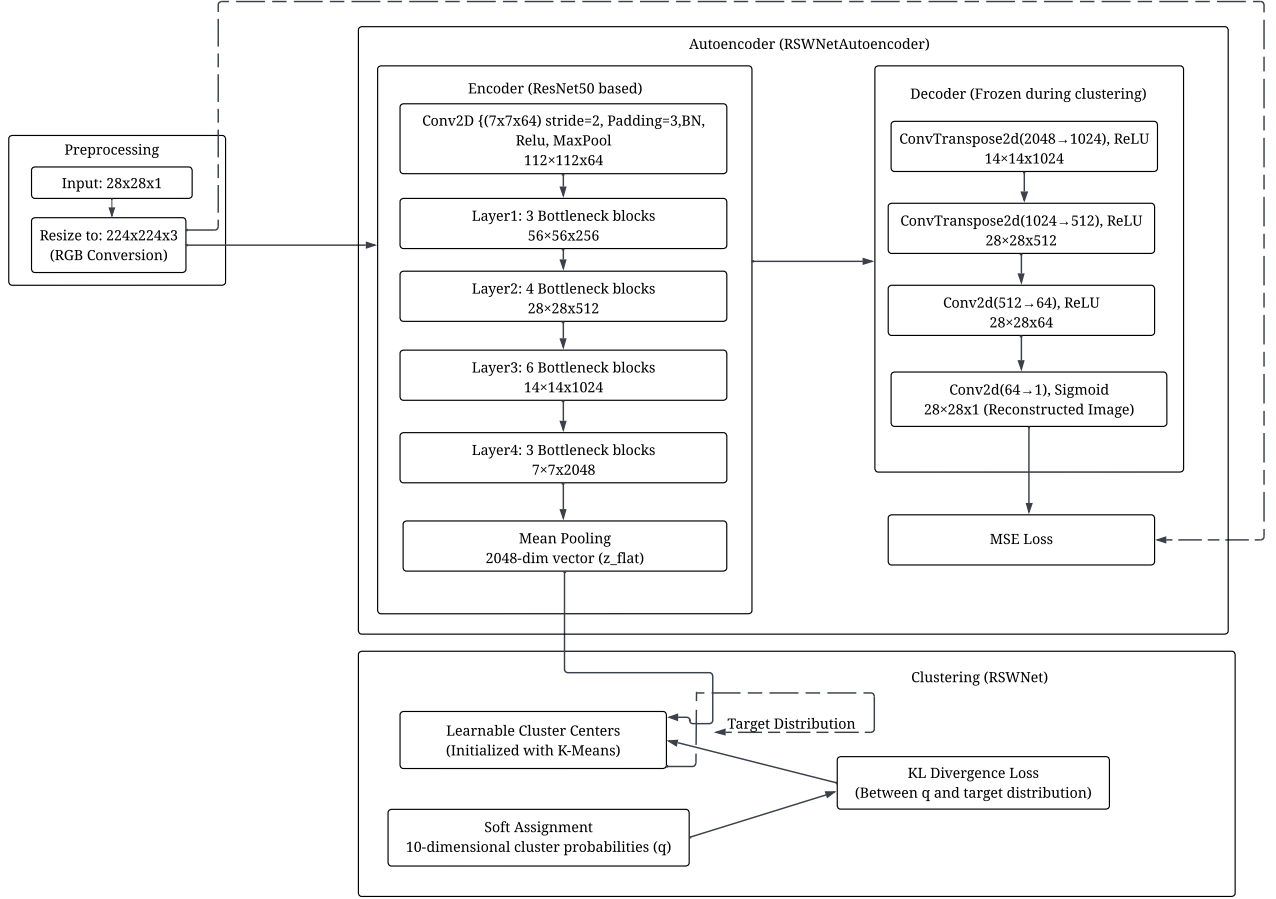 Autoencoder (RSWNetAutoencoder)
Preprocessing
Input: 28x28x1
Resize to: 224x224x3
(RGB Conversion)
Encoder (ResNet50 based)
Conv2D {(7x7x64) stride=2, Padding=3,BN,
Relu, MaxPool
112×112x64
Layer1: 3 Bottleneck blocks
56×56x256
Layer2: 4 Bottleneck blocks
28×28x512
Layer3: 6 Bottleneck blocks
14×14x1024
Layer4: 3 Bottleneck blocks
7×7x2048
Mean Pooling
2048-dim vector (z_flat)
Decoder (Frozen during clustering)
ConvTranspose2d(2048→1024), ReLU
14×14x1024
ConvTranspose2d(1024→512), ReLU
28×28x512
Conv2d(512→64), ReLU
28×28x64
Conv2d(64→1), Sigmoid
28×28x1 (Reconstructed Image)
MSE Loss
Clustering (RSWNet)
Learnable Cluster Centers
(Initialized with K-Means)
Target Distribution
KL Divergence Loss
(Between q and target distribution)
Soft Assignment
10-dimensional cluster probabilities (q)